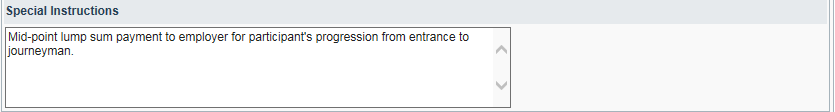 Special Instructions
Mid-point lump sum payment to employer for participant's progression from entrance to
journeyman.